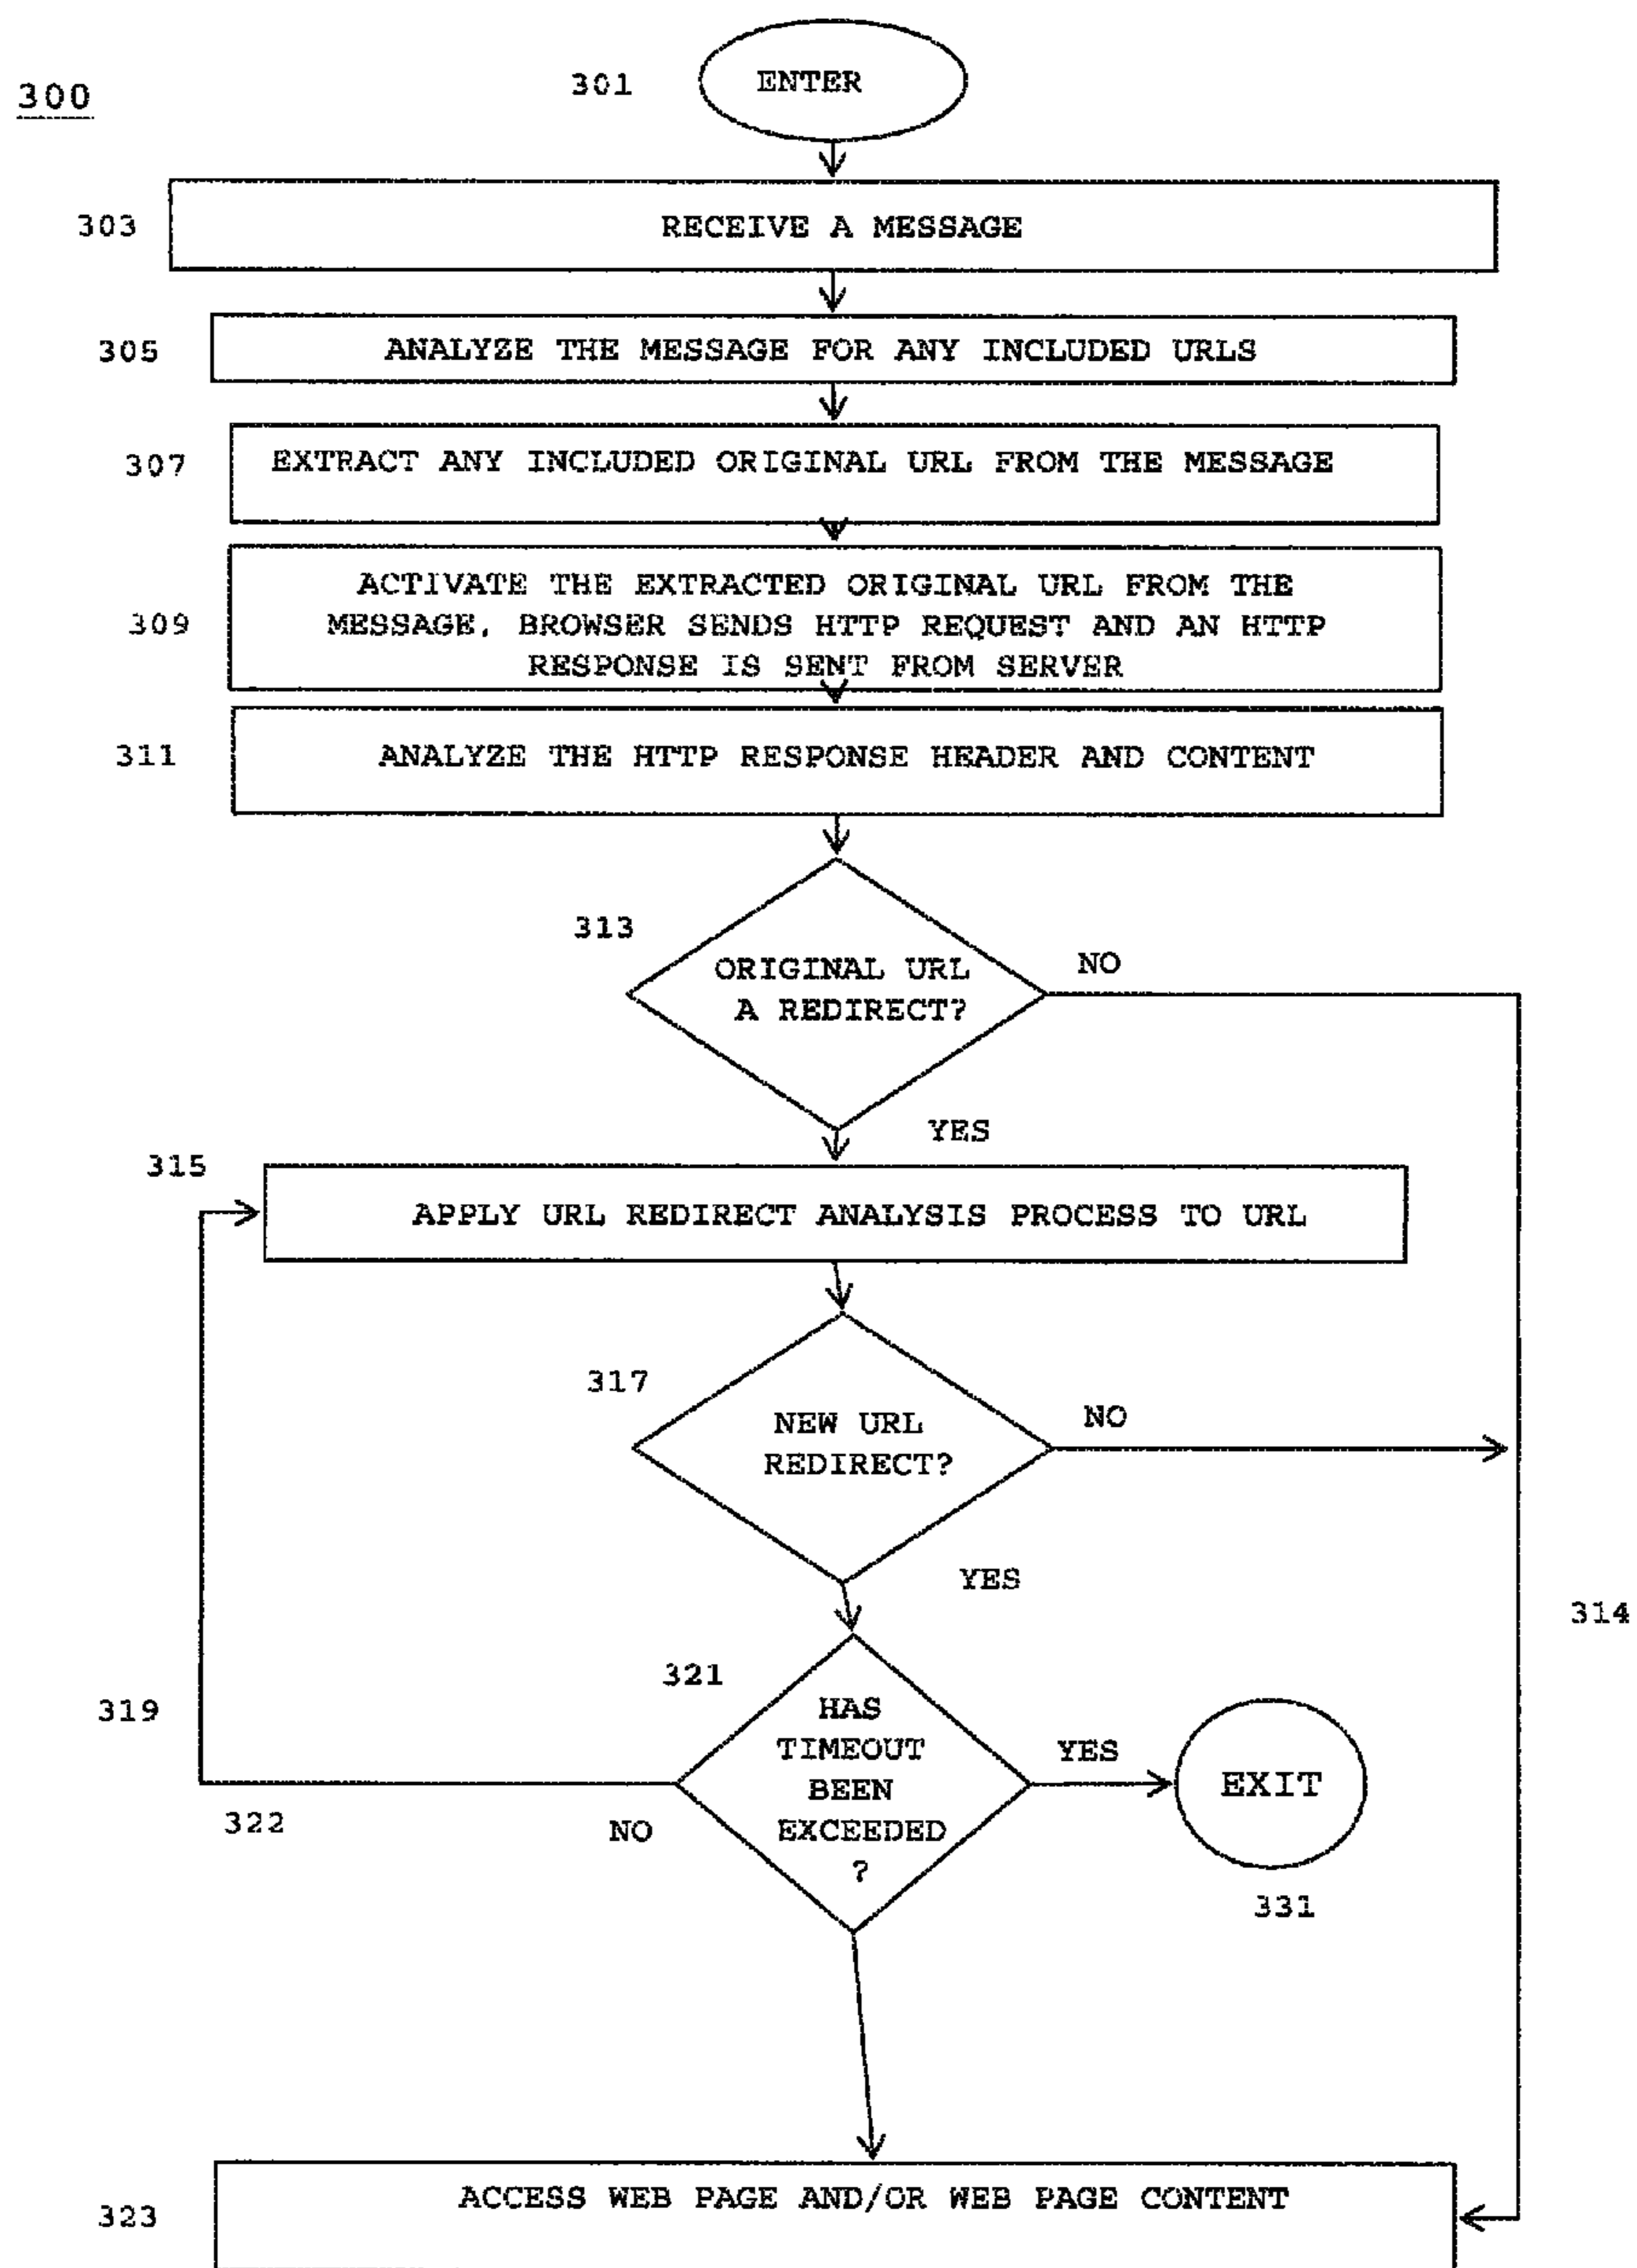 300
301
ENTER
303
RECEIVE A MESSAGE
305
ANALYZE THE MESSAGE FOR ANY INCLUDED URLS
307
EXTRACT ANY INCLUDED ORIGINAL URL FROM THE MESSAGE
309
ACTIVATE THE EXTRACTED ORIGINAL URL FROM THE
MESSAGE. BROWSER SENDS HTTP REQUEST AND AN HTTP
RESPONSE IS SENT FROM SERVER
311
ANALYZE THE HTTP RESPONSE HEADER AND CONTENT
313
ORIGINAL URL
A REDIRECT?
NO
YES
315
APPLY URL REDIRECT ANALYSIS PROCESS TO URL
317
NEW URL
REDIRECT?
NO
YES
314
319
321
HAS
TIMEOUT
BEEN
EXCEEDED
?
YES
EXIT
322
NO
331
323
ACCESS WEB PAGE AND/OR WEB PAGE CONTENT